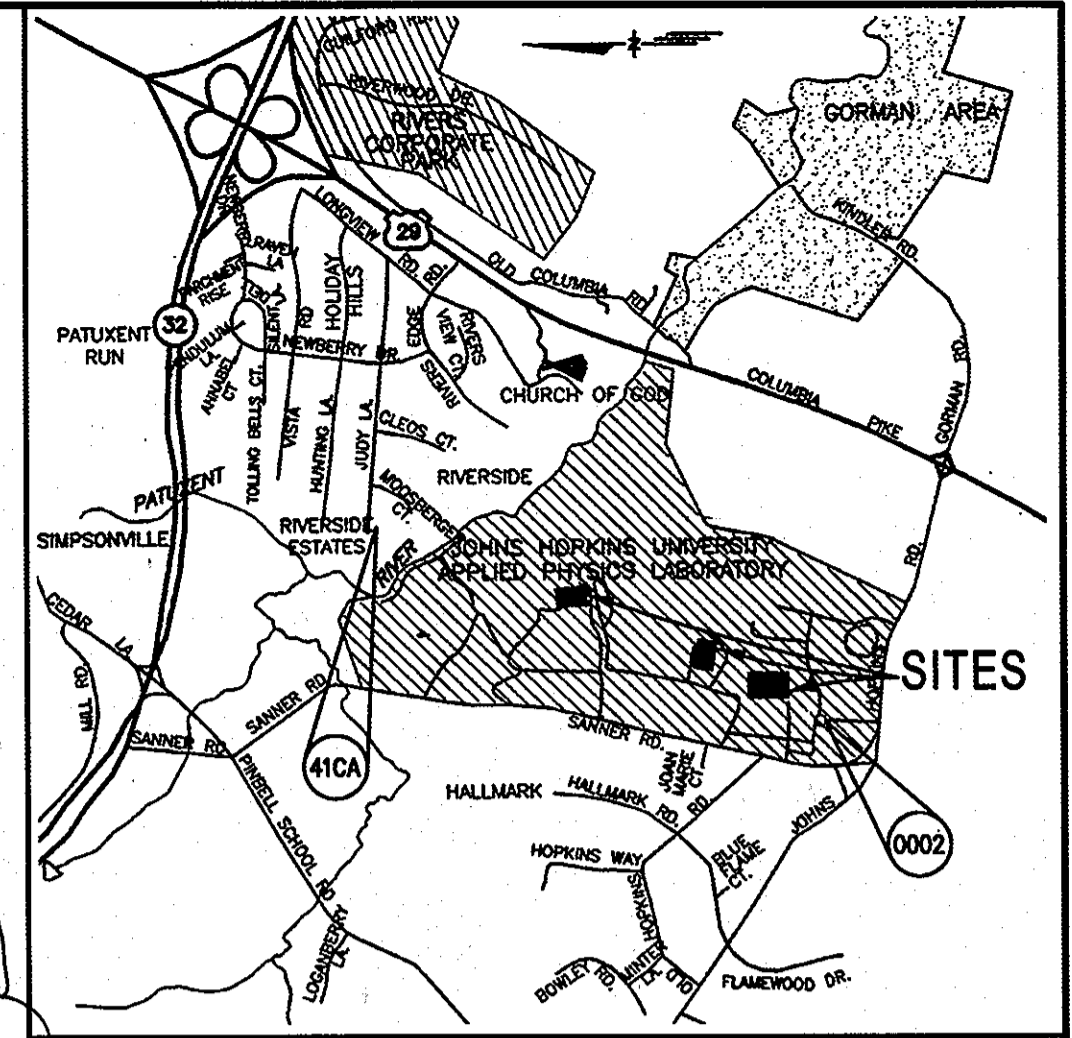 GUILFORD RD.
RIVERWOOD DR.
RIVERS
CORPORATE
PARK
GORMAN AREA
KINDLER RD.
LONGVIEW
RD.
29
OLD COLUMBIA
RD.
HOLIDAY
HILLS
PARCHMENT
RISE
32
PATUXENT
RUN
ANNABEL
CT
SILENT
TOLLING BELLS CT.
VISTA
RD
NEWBERRY DR.
HUNTING LA.
JUDY LA.
EDGE
RD.
RIVERS
RIVERS
VIEW CT.
CHURCH OF GOD
COLUMBIA
PIKE
GORMAN RD.
CLEOS CT.
RIVERSIDE
PATUXENT
RIVER
SIMPSONVILLE
RIVERSIDE
ESTATES
JOHNS HOPKINS UNIVERSITY
APPLIED PHYSICS LABORATORY
RD.
HOPKINS
SITES
CEDAR
LA.
MILL RD.
SANNER RD.
SANNER RD.
SANNER RD.
41CA
PINDELL SCHOOL RD
HALLMARK
HALLMARK RD.
RD.
JOAN
MARIE
CT.
JOHNS
0002
HOPKINS WAY
BLUE
FLAME
CT.
HOPKINS
OLD
MINTER
LA.
BOWLEY RD.
FLAMEWOOD DR.
LOGANBERRY
LA.